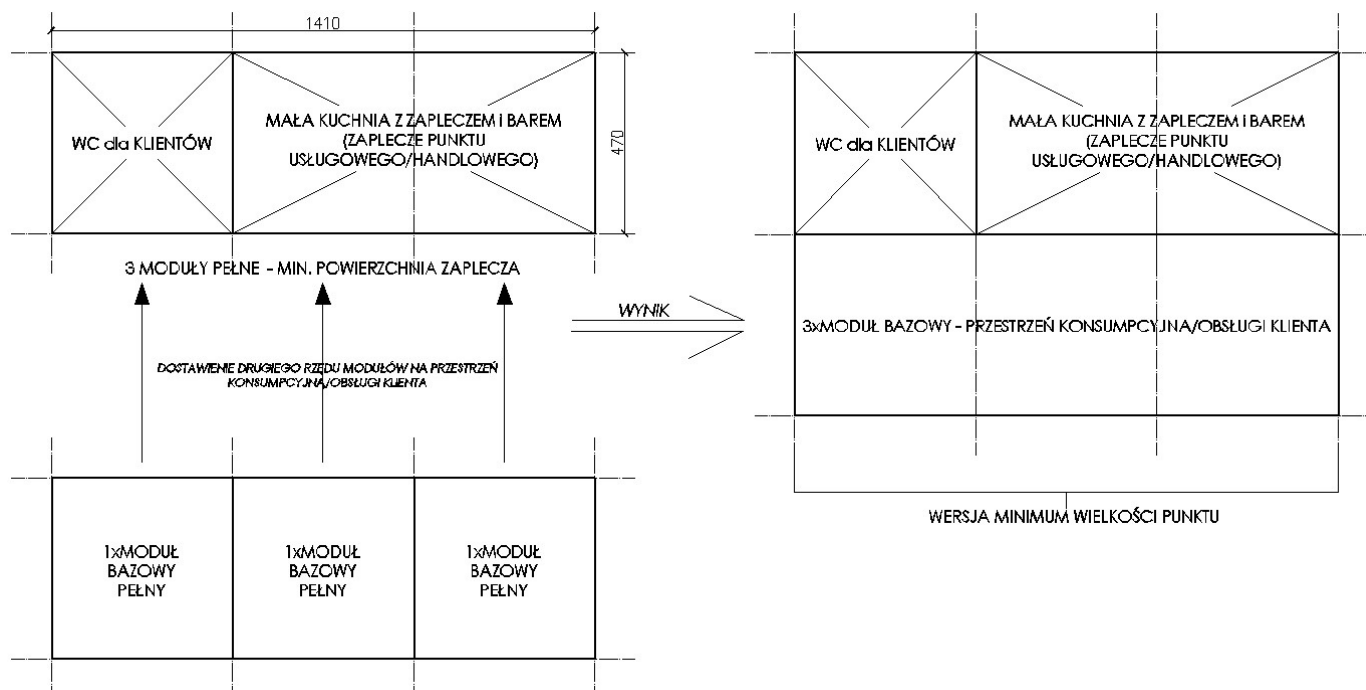 1410
WC dla KLIENTÓW
MAŁA KUCHNIA Z ZAPLECZEM i BAREM
(ZAPLECZE PUNKTU
USŁUGOWEGO/HANDLOWEGO)
470
3 MODUŁY PEŁNE - MIN. POWIERZCHNIA ZAPLECZA
DOSTAWIENIE DRUGIEGO RZĘDU MODUŁÓW NA PRZESTRZEŃ
KONSUMPCYJNĄ/OBSŁUGI KLIENTA
1xMODUŁ
BAZOWY
PEŁNY
1xMODUŁ
BAZOWY
PEŁNY
1xMODUŁ
BAZOWY
PEŁNY
WYNIK
WC dla KLIENTÓW
MAŁA KUCHNIA Z ZAPLECZEM i BAREM
(ZAPLECZE PUNKTU
USŁUGOWEGO/HANDLOWEGO)
3xMODUŁ BAZOWY - PRZESTRZEŃ KONSUMPCYJNA/OBSŁUGI KLIENTA
WERSJA MINIMUM WIELKOŚCI PUNKTU